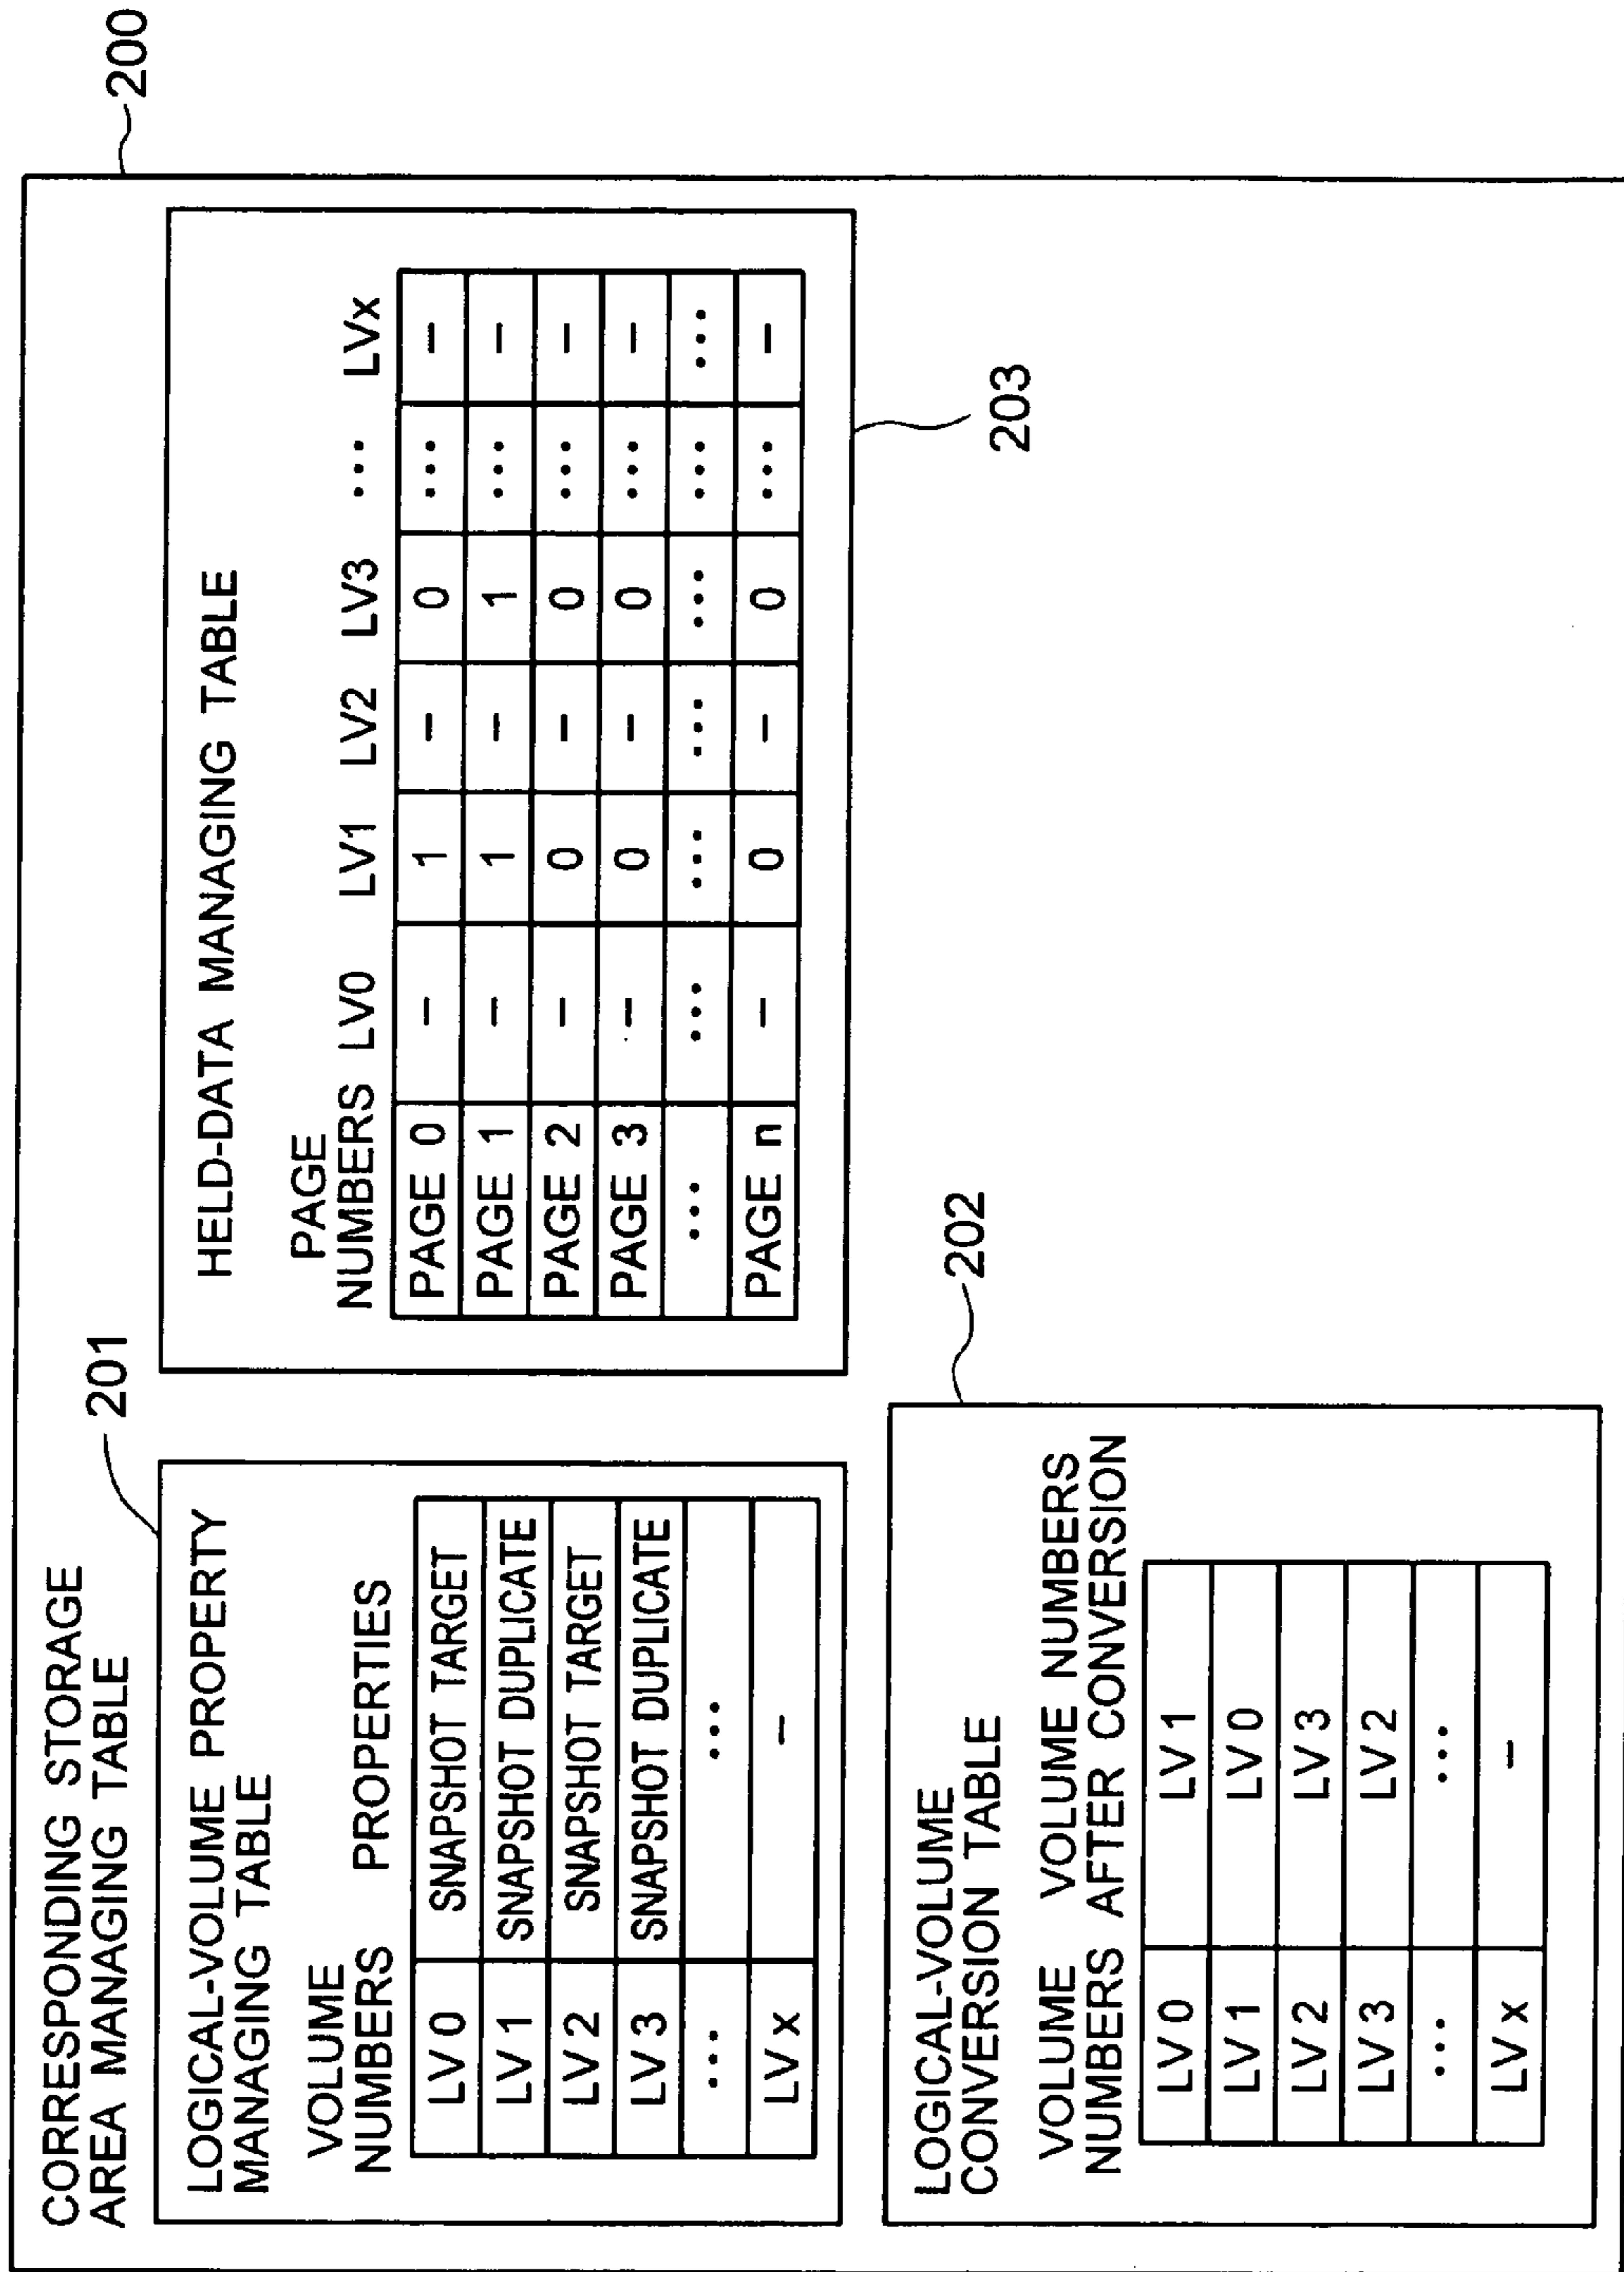 200
CORRESPONDING STORAGE
AREA MANAGING TABLE
201
LOGICAL-VOLUME PROPERTY
MANAGING TABLE
VOLUME
NUMBERS PROPERTIES
LV 0 SNAPSHOT TARGET
LV 1 SNAPSHOT DUPLICATE
LV 2 SNAPSHOT TARGET
LV 3 SNAPSHOT DUPLICATE
... ...
LV x –
HELD-DATA MANAGING TABLE
PAGE
NUMBERS LV0 LV1 LV2 LV3 ... LVx
PAGE 0 – 1 – 0 ... –
PAGE 1 – 1 – 1 ... –
PAGE 2 – 0 – 0 ... –
PAGE 3 – 0 – 0 ... –
... ... ... ... ... ... ...
PAGE n – 0 – 0 ... –
203
202
LOGICAL-VOLUME
CONVERSION TABLE
VOLUME VOLUME NUMBERS
NUMBERS AFTER CONVERSION
LV 0 LV 1
LV 1 LV 0
LV 2 LV 3
LV 3 LV 2
... ...
LV x –